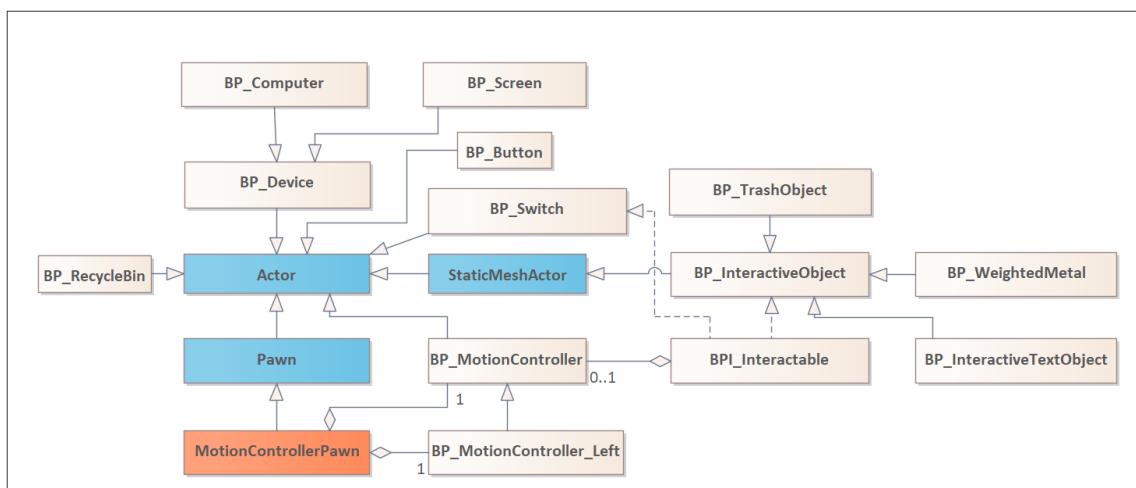 BP_Computer
BP_Screen
BP_Button
BP_Device
BP_TrashObject
BP_Switch
BP_RecycleBin
Actor
StaticMeshActor
BP_InteractiveObject
BP_WeightedMetal
Pawn
BP_MotionController
BPI_Interactable
BP_InteractiveTextObject
0..1
1
MotionControllerPawn
BP_MotionController_Left
1